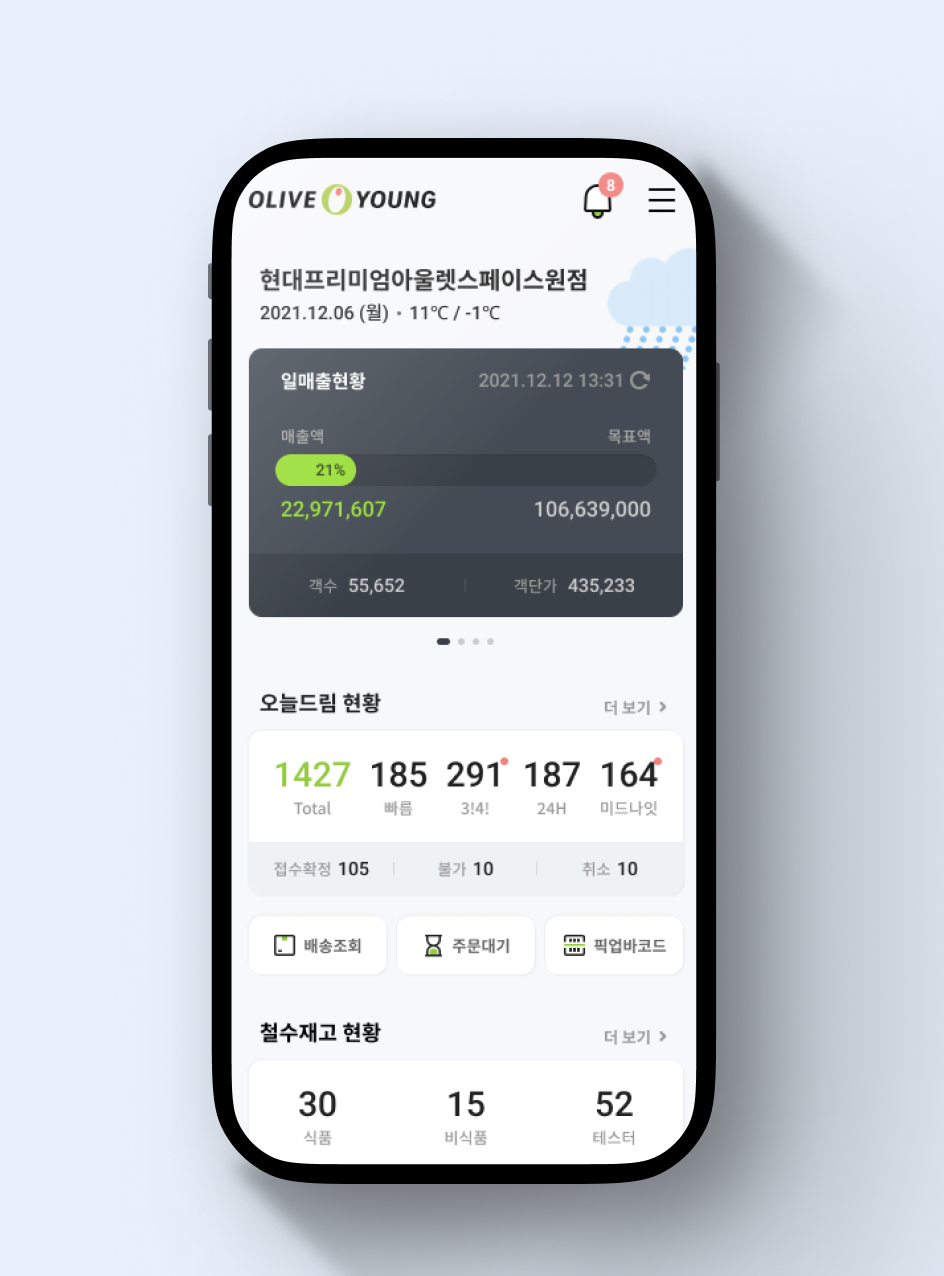 OLIVE YOUNG
8
현대프리미엄아울렛스페이스원점
2021.12.06 (월) • 11℃ / -1℃
일매출현황 2021.12.12 13:31
매출액 목표액
21%
22,971,607 106,639,000
객수 55,652 객단가 435,233
오늘드림 현황 더 보기 >
1427 185 291 187 164
Total 빠름 3!4! 24H 미드나잇
접수확정 105 불가 10 취소 10
배송조회 주문대기 픽업바코드
철수재고 현황 더 보기 >
30 15 52
식품 비식품 테스터